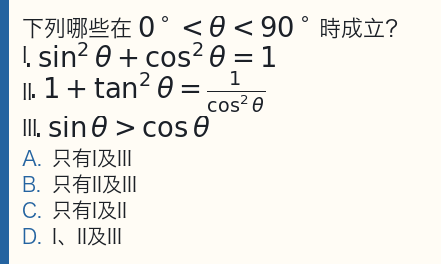 下列哪些在 0° < θ < 90° 時成立?
I. sin² θ + cos² θ = 1
II. 1 + tan² θ = 1/cos² θ
III. sin θ > cos θ
A. 只有I及III
B. 只有II及III
C. 只有I及II
D. I、II及III